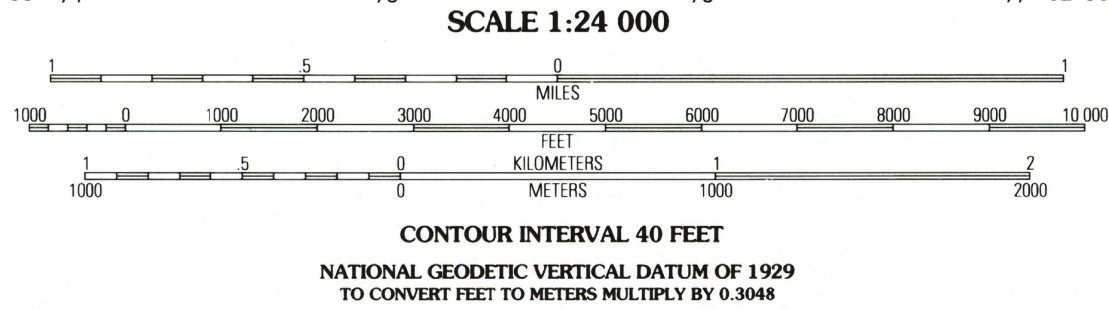 SCALE 1:24 000
1 .5 0 1
MILES
1000 0 1000 2000 3000 4000 5000 6000 7000 8000 9000 10 000
FEET
1 .5 0 KILOMETERS 1 2
1000 0 METERS 1000 2000
CONTOUR INTERVAL 40 FEET
NATIONAL GEODETIC VERTICAL DATUM OF 1929
TO CONVERT FEET TO METERS MULTIPLY BY 0.3048